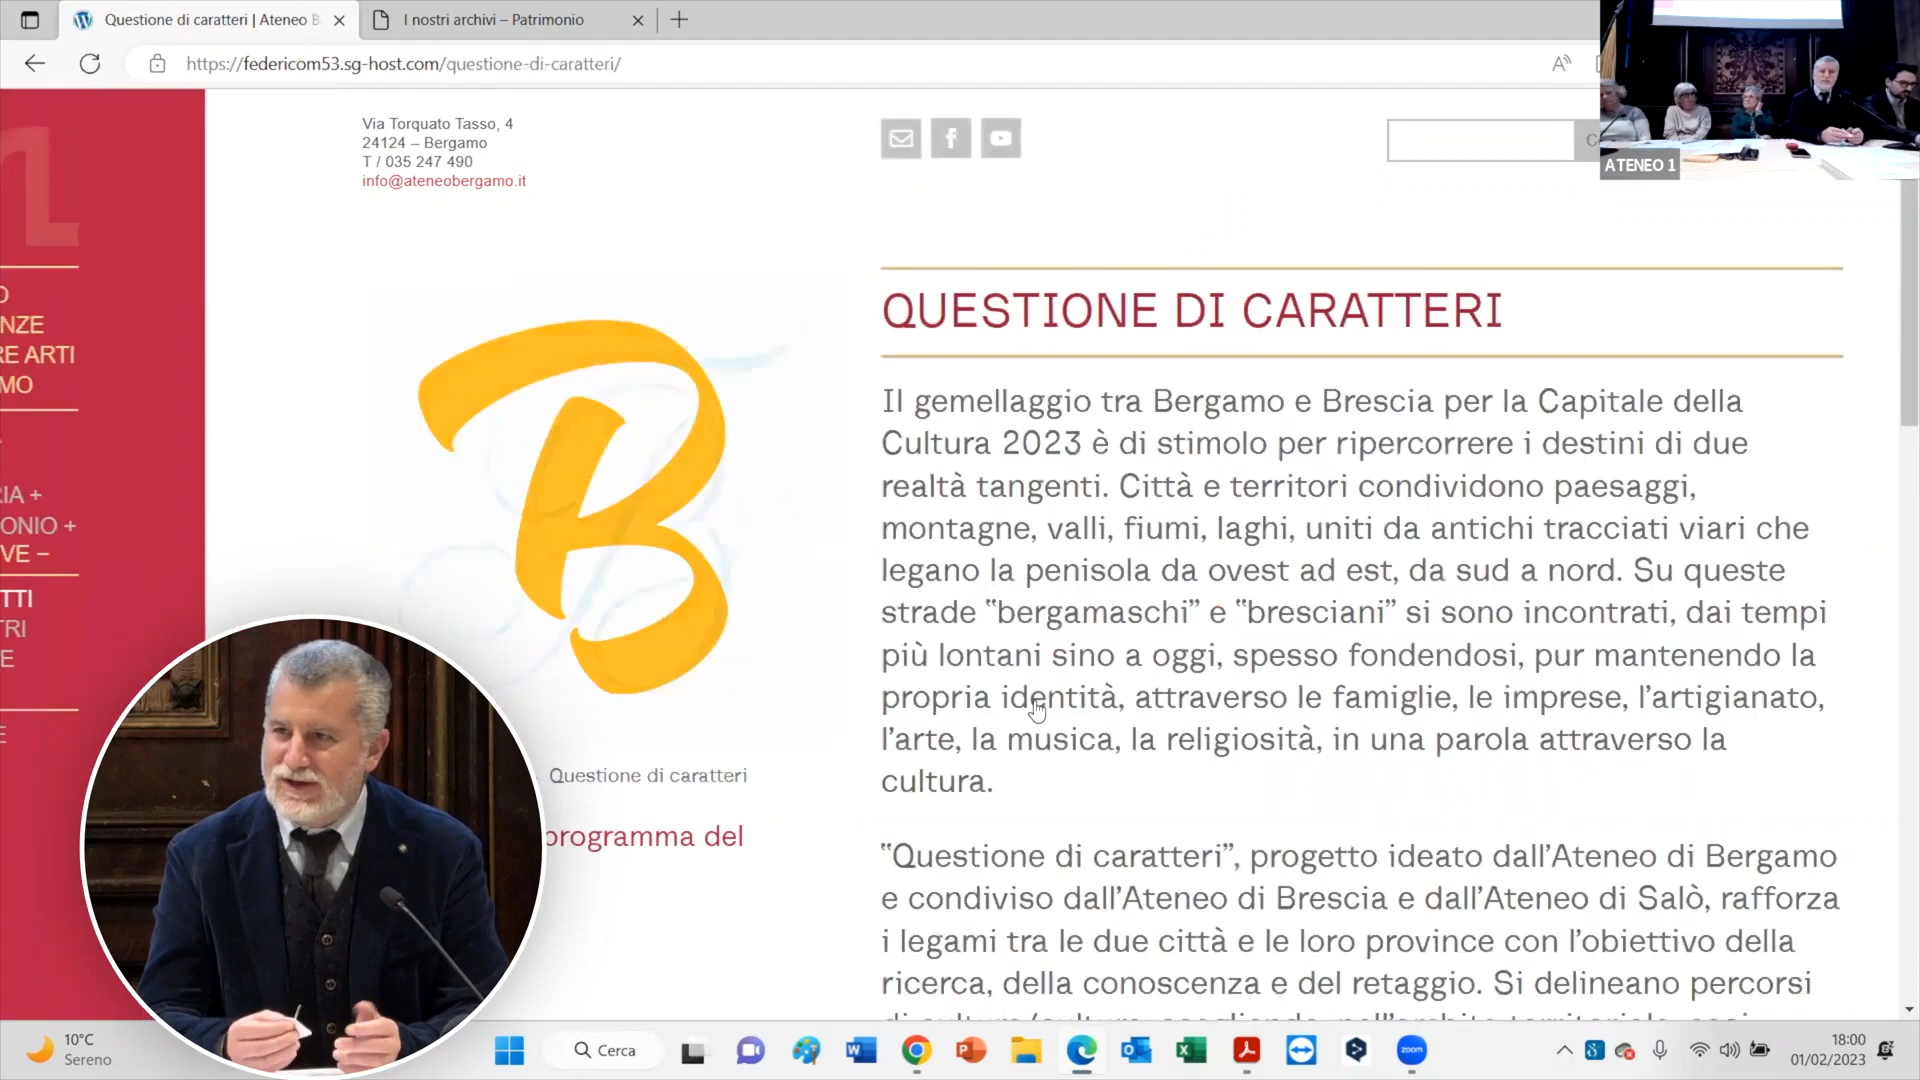 Questione di caratteri | Ateneo B
I nostri archivi – Patrimonio
https://federicom53.sg-host.com/questione-di-caratteri/
ATENEO 1
Via Torquato Tasso, 4
24124 – Bergamo
T / 035 247 490
info@ateneobergamo.it
NZE
RE ARTI
MO
RIA +
ONIO +
VE –
TTI
TRI
E
E
B
Questione di caratteri
programma del
QUESTIONE DI CARATTERI
Il gemellaggio tra Bergamo e Brescia per la Capitale della
Cultura 2023 è di stimolo per ripercorrere i destini di due
realtà tangenti. Città e territori condividono paesaggi,
montagne, valli, fiumi, laghi, uniti da antichi tracciati viari che
legano la penisola da ovest ad est, da sud a nord. Su queste
strade “bergamaschi” e “bresciani” si sono incontrati, dai tempi
più lontani sino a oggi, spesso fondendosi, pur mantenendo la
propria identità, attraverso le famiglie, le imprese, l’artigianato,
l’arte, la musica, la religiosità, in una parola attraverso la
cultura.
“Questione di caratteri”, progetto ideato dall’Ateneo di Bergamo
e condiviso dall’Ateneo di Brescia e dall’Ateneo di Salò, rafforza
i legami tra le due città e le loro province con l’obiettivo della
ricerca, della conoscenza e del retaggio. Si delineano percorsi
10°C
Sereno
Cerca
zoom
18:00
01/02/2023